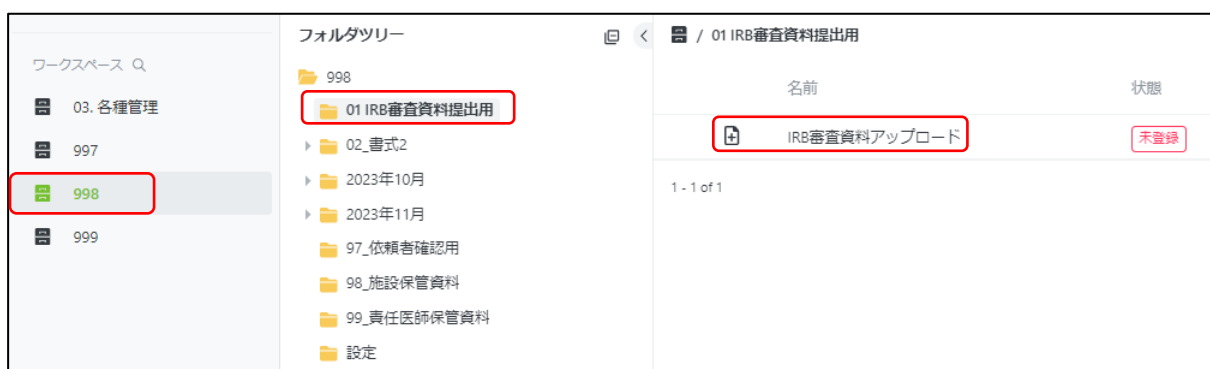 ワークスペース
03. 各種管理
997
998
999
フォルダツリー
998
01 IRB審査資料提出用
02_書式2
2023年10月
2023年11月
97_依頼者確認用
98_施設保管資料
99_責任医師保管資料
設定
/ 01 IRB審査資料提出用
名前 状態
IRB審査資料アップロード 未登録
1 - 1 of 1